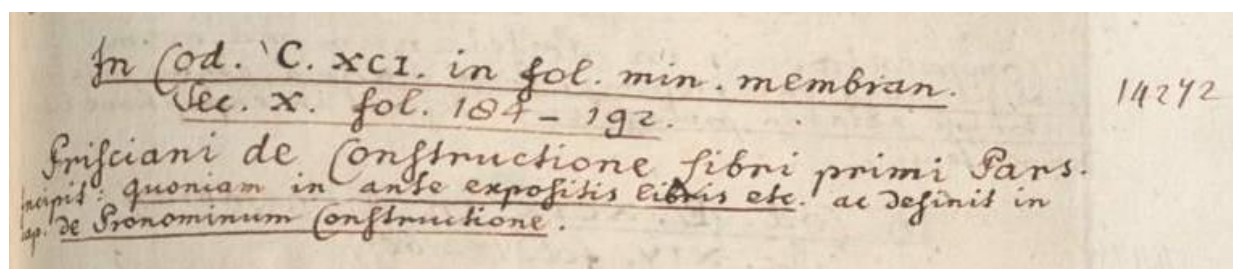 In Cod. C. XCI. in fol. min. membran.
14272
Sec. X. fol. 184 – 192.
Prisciani de Constructione libri primi Pars.
Incipit: quoniam in ante expositis libris etc. ac definit in
cap. de Pronominum Constructione.